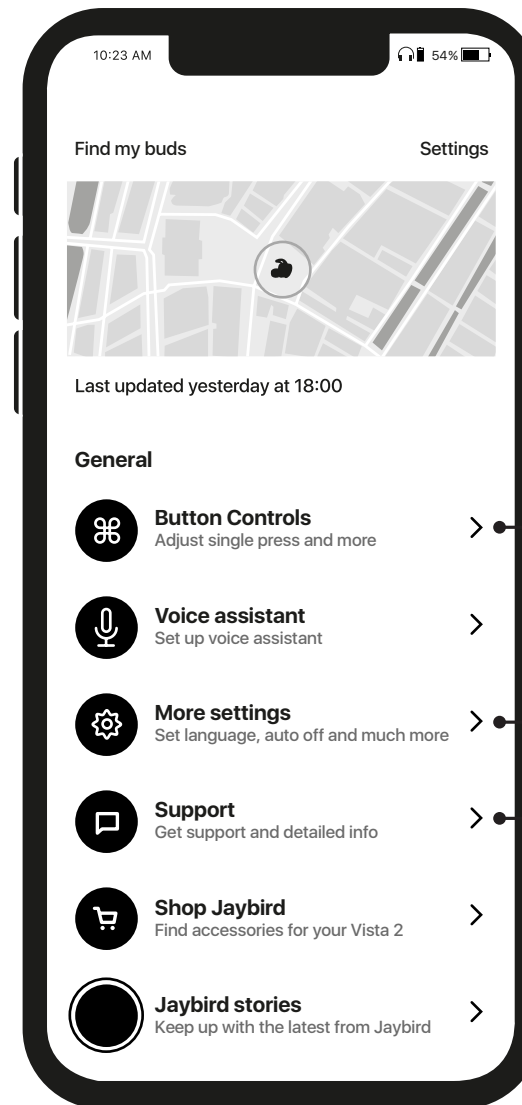 10:23 AM
54%
Find my buds
Settings
Last updated yesterday at 18:00
General
Button Controls
Adjust single press and more
Voice assistant
Set up voice assistant
More settings
Set language, auto off and much more
Support
Get support and detailed info
Shop Jaybird
Find accessories for your Vista 2
Jaybird stories
Keep up with the latest from Jaybird